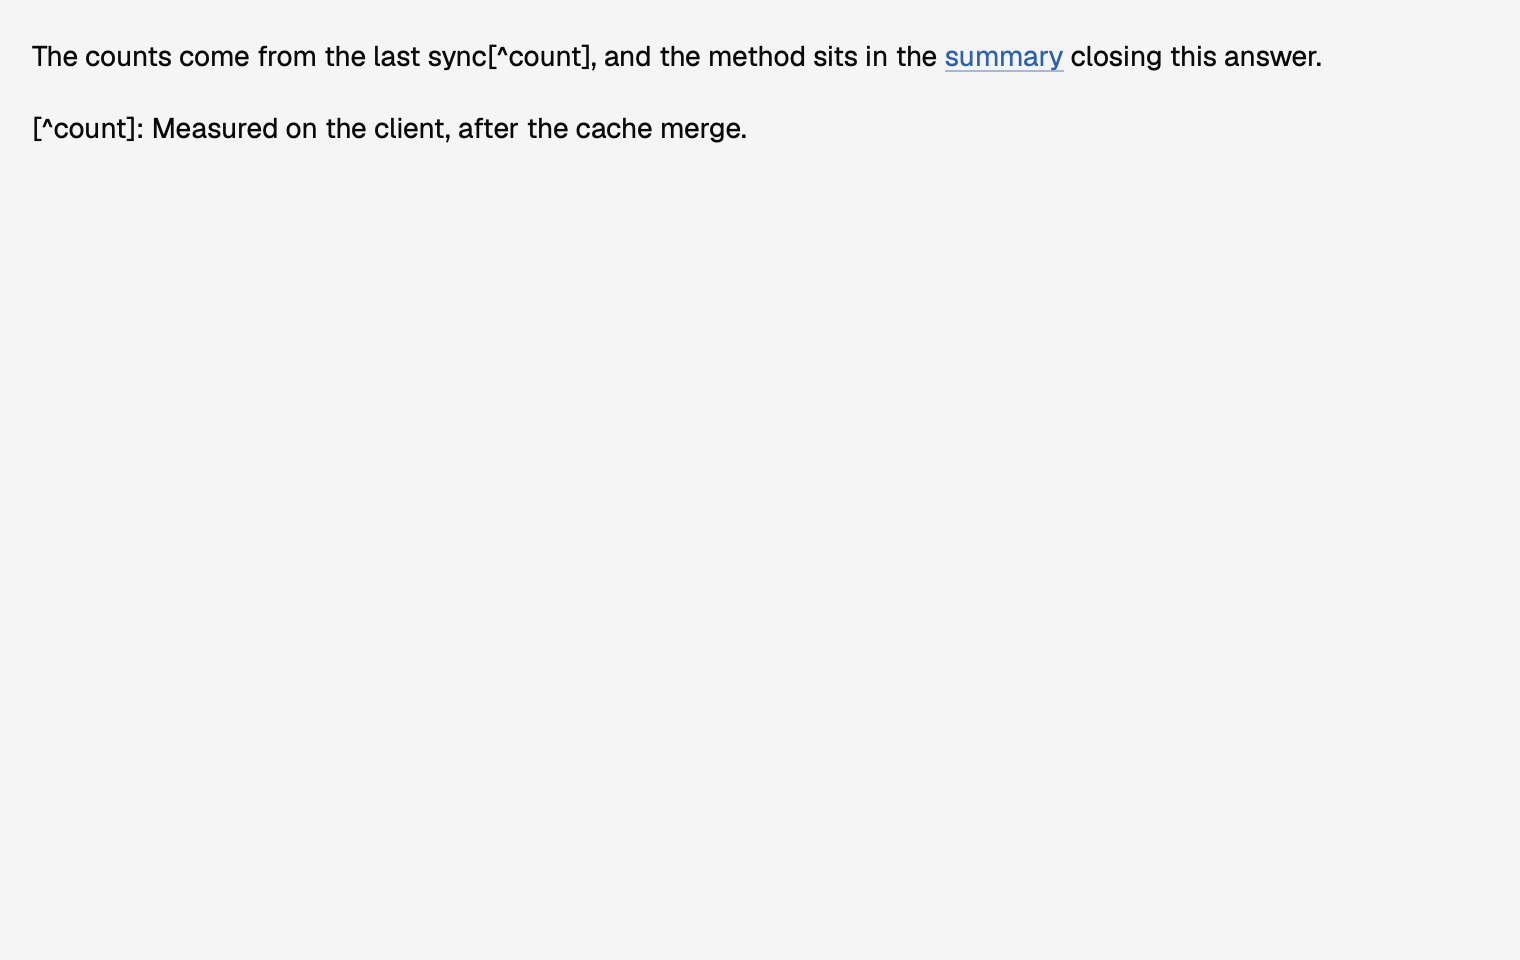 The counts come from the last sync[^count], and the method sits in the summary closing this answer.
[^count]: Measured on the client, after the cache merge.